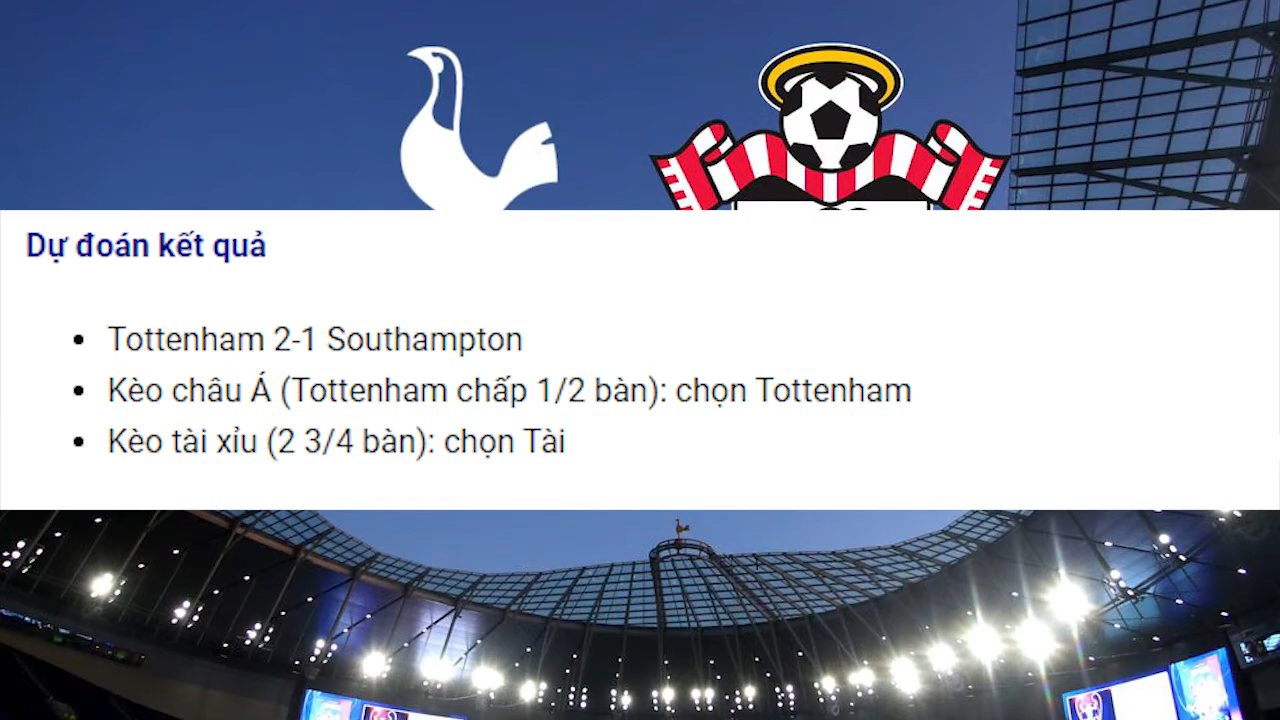 Dự đoán kết quả
Tottenham 2-1 Southampton
Kèo châu Á (Tottenham chấp 1/2 bàn): chọn Tottenham
Kèo tài xỉu (2 3/4 bàn): chọn Tài